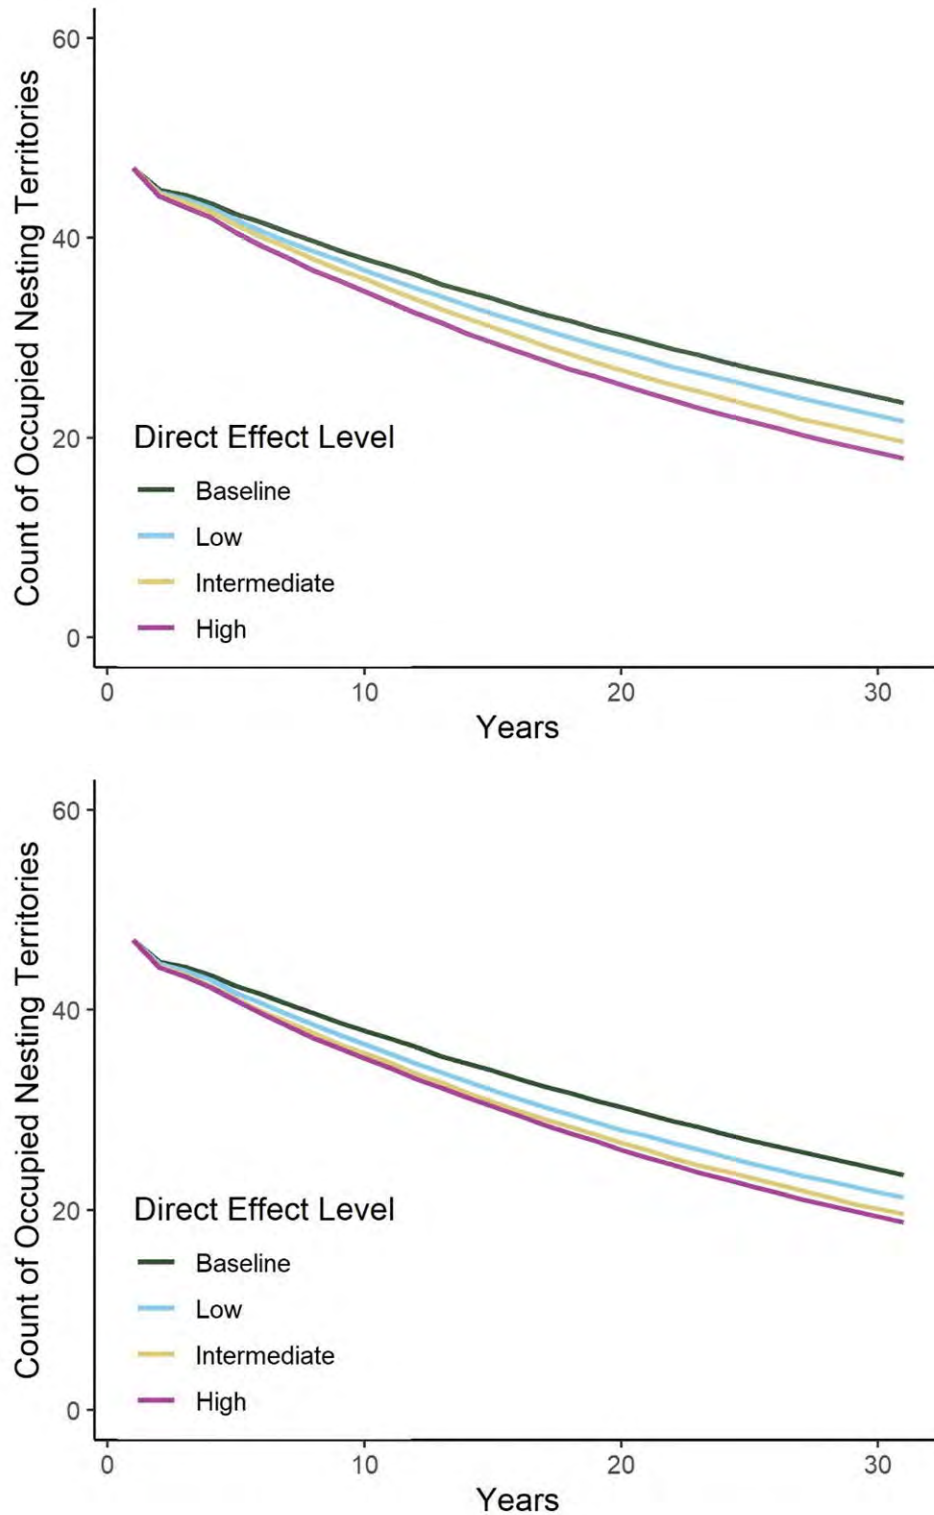 Count of Occupied Nesting Territories
60
40
20
0
Direct Effect Level
Baseline
Low
Intermediate
High
0 10 20 30
Years
Count of Occupied Nesting Territories
60
40
20
0
Direct Effect Level
Baseline
Low
Intermediate
High
0 10 20 30
Years